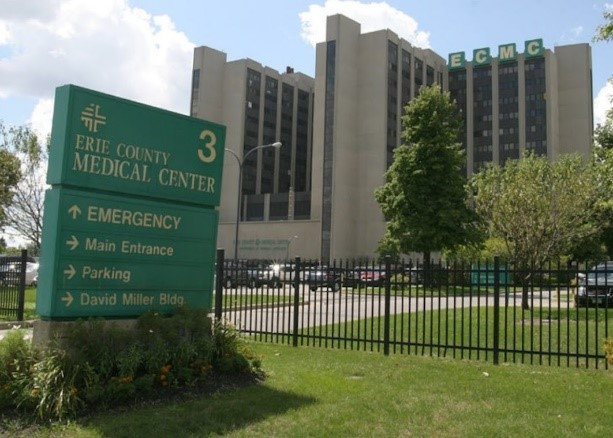 ECMC
3
ERIE COUNTY
MEDICAL CENTER
↑ EMERGENCY
→ Main Entrance
→ Parking
→ David Miller Bldg.